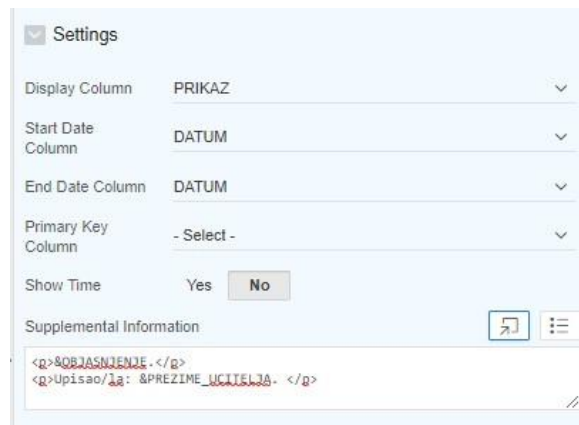 Settings
Display Column PRIKAZ
Start Date
Column DATUM
End Date Column DATUM
Primary Key
Column - Select -
Show Time Yes No
Supplemental Information
<p>&OBJASNJENJE.</p>
<p>Upisao/la: &PREZIME_UCITELJA. </p>